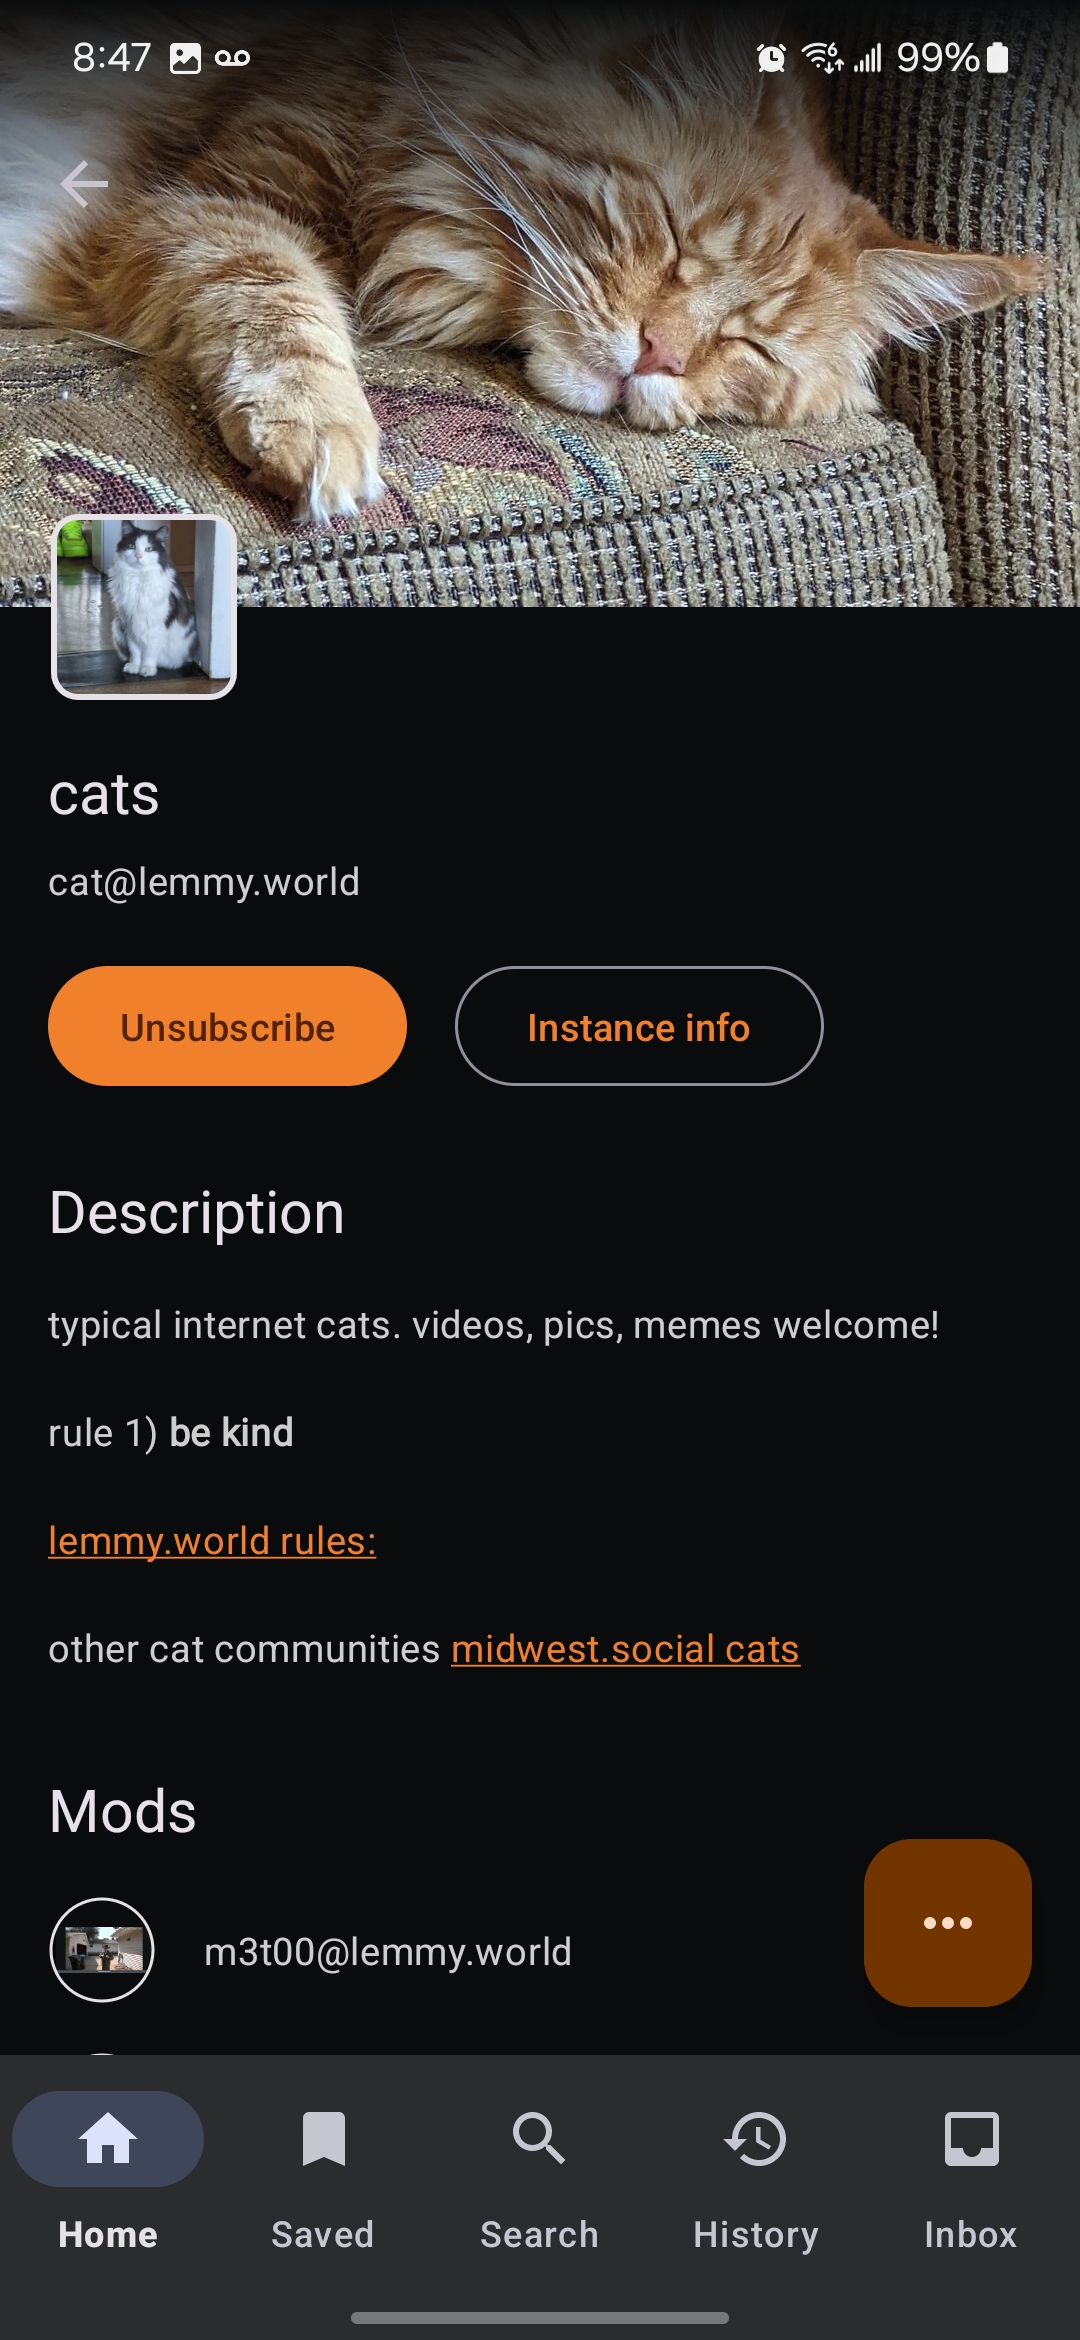 8:47 99%
cats
cat@lemmy.world
Unsubscribe Instance info
Description
typical internet cats. videos, pics, memes welcome!
rule 1) be kind
lemmy.world rules:
other cat communities midwest.social cats
Mods
m3t00@lemmy.world
Home Saved Search History Inbox